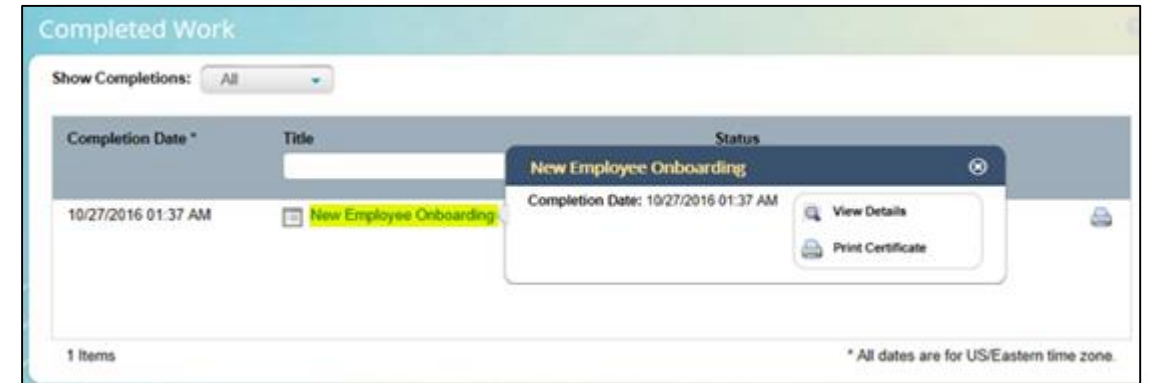 Completed Work
Show Completions: All
Completion Date * Title Status
New Employee Onboarding
Completion Date: 10/27/2016 01:37 AM
View Details
Print Certificate
10/27/2016 01:37 AM New Employee Onboarding
1 Items * All dates are for US/Eastern time zone.